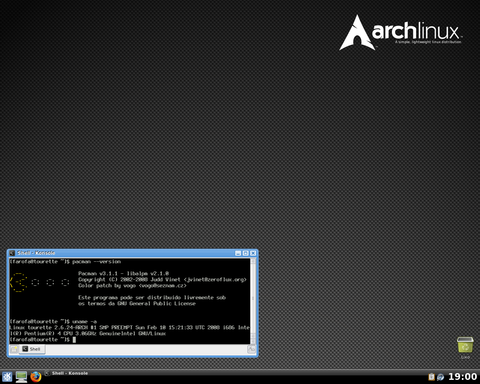 archlinux
A simple, lightweight linux distribution.
Shell - Konsole
[farofa@tourette ~]$ pacman --version
Pacman v3.1.1 - libalpm v2.1.0
Copyright (C) 2002-2008 Judd Vinet <jvinet@zeroflux.org>
Color patch by vogo <vogo@seznam.cz>
Este programa pode ser distribuído livremente sob
os termos da GNU General Public License
[farofa@tourette ~]$ uname -a
Linux tourette 2.6.24-ARCH #1 SMP PREEMPT Sun Feb 10 15:21:33 UTC 2008 i686 Inte
l(R) Pentium(R) 4 CPU 3.06GHz GenuineIntel GNU/Linux
[farofa@tourette ~]$
Shell
Lixo
Shell - Konsole
19:00